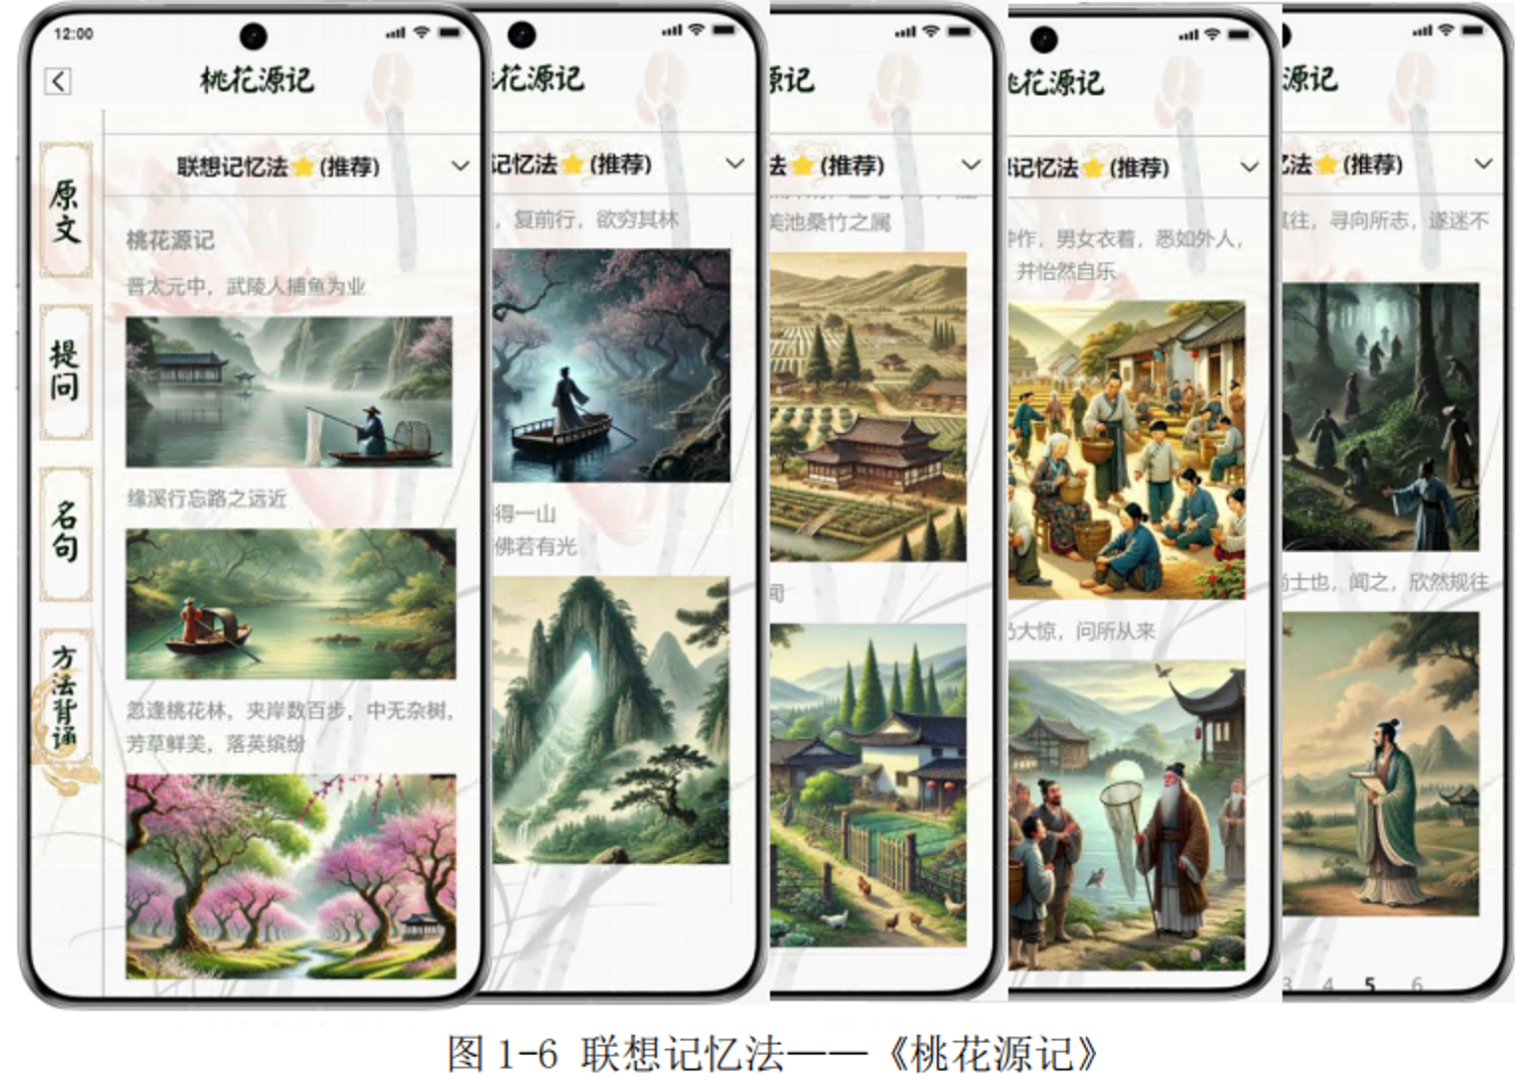 12:00
桃花源记
联想记忆法⭐(推荐)
原文
提问
名句
方法背诵
桃花源记
晋太元中，武陵人捕鱼为业
缘溪行忘路之远近
忽逢桃花林，夹岸数百步，中无杂树，
芳草鲜美，落英缤纷
花源记
记忆法⭐(推荐)
，复前行，欲穷其林
得一山
佛若有光
源记
法⭐(推荐)
美池桑竹之属
闻
花源记
记忆法⭐(推荐)
种作，男女衣着，悉如外人，
并怡然自乐
乃大惊，问所从来
源记
法⭐(推荐)
其往，寻向所志，遂迷不
尚士也，闻之，欣然规往
3 4 5 6
图 1-6 联想记忆法——《桃花源记》